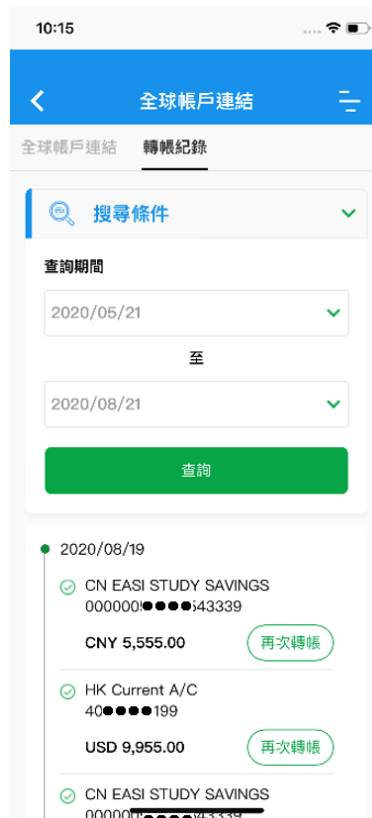 10:15
全球帳戶連結
全球帳戶連結 轉帳紀錄
搜尋條件
查詢期間
2020/05/21
至
2020/08/21
查詢
2020/08/19
CN EASI STUDY SAVINGS
000000●●●●543339
CNY 5,555.00 再次轉帳
HK Current A/C
40●●●●199
USD 9,955.00 再次轉帳
CN EASI STUDY SAVINGS